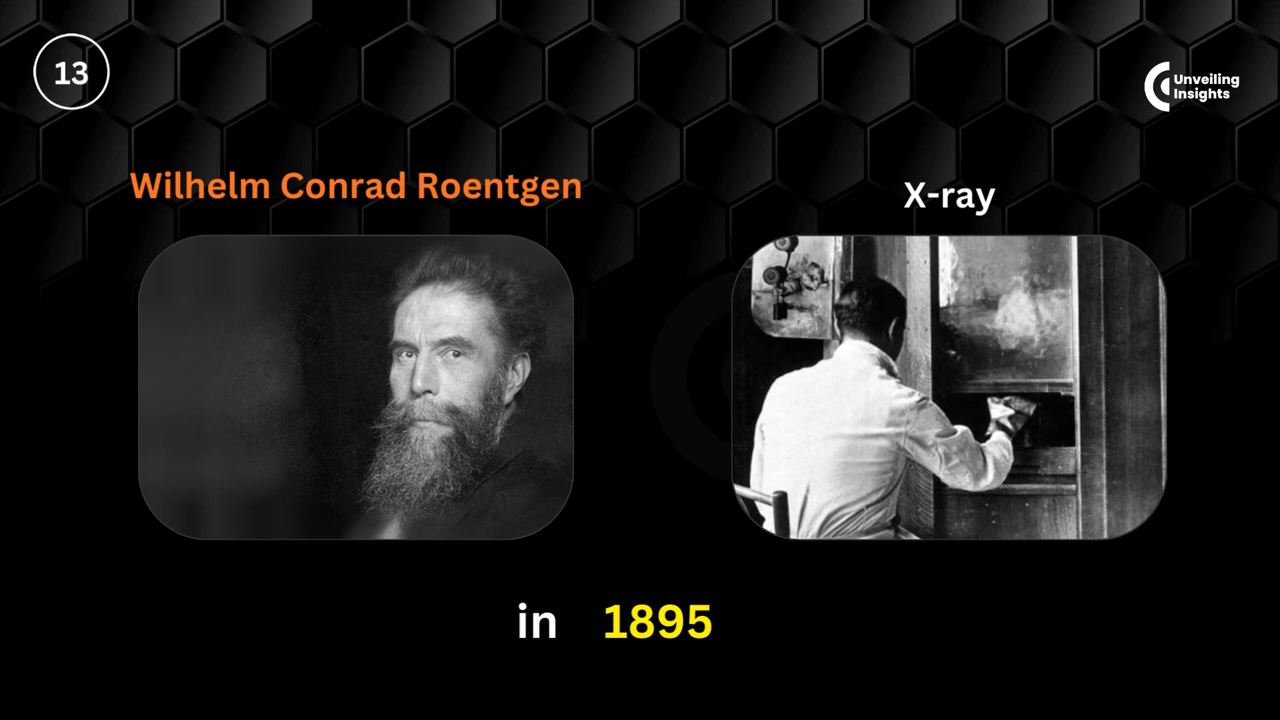 13
Unveiling
Insights
Wilhelm Conrad Roentgen
X-ray
in 1895